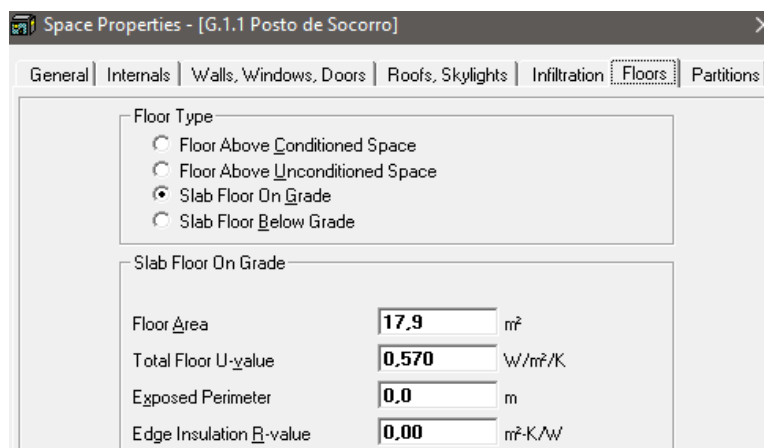 Space Properties - [G.1.1 Posto de Socorro]
General Internals Walls, Windows, Doors Roofs, Skylights Infiltration Floors Partitions
Floor Type
Floor Above Conditioned Space
Floor Above Unconditioned Space
Slab Floor On Grade
Slab Floor Below Grade
Slab Floor On Grade
Floor Area 17,9 m²
Total Floor U-value 0,570 W/m²/K
Exposed Perimeter 0,0 m
Edge Insulation R-value 0,00 m²-K/W